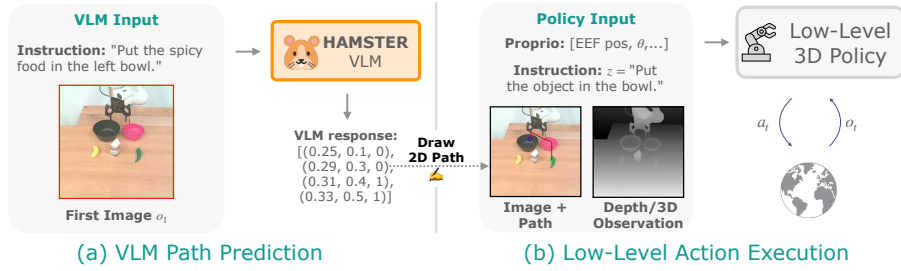 VLM Input
Instruction: "Put the spicy
food in the left bowl."
First Image o₁
HAMSTER
VLM
VLM response:
[(0.25, 0.1, 0),
(0.29, 0.3, 0),
(0.31, 0.4, 1),
(0.33, 0.5, 1)]
(a) VLM Path Prediction
Draw
2D Path
Policy Input
Proprio: [EEF pos, θ,...]
Instruction: z = "Put
the object in the bowl."
Image +
Path
Depth/3D
Observation
Low-Level
3D Policy
aₜ
oₜ
(b) Low-Level Action Execution